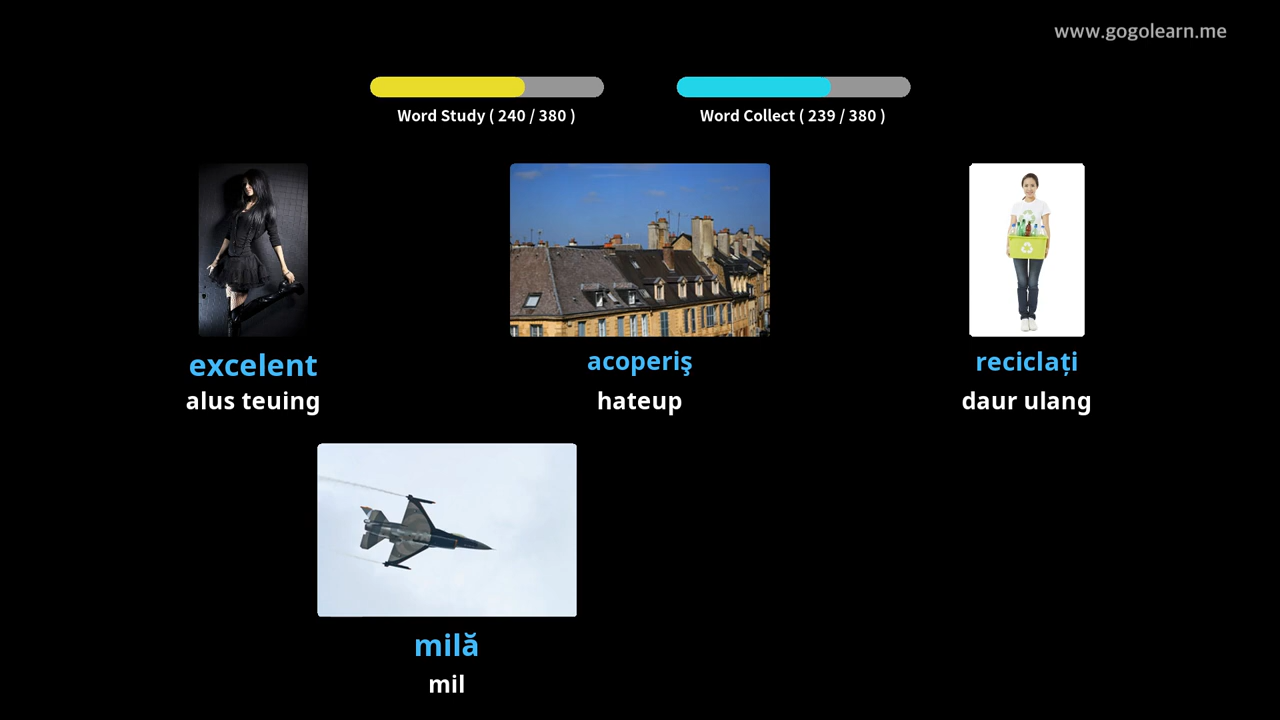 www.gogolearn.me
Word Study ( 240 / 380 )
Word Collect ( 239 / 380 )
excelent
alus teuing
acoperiş
hateup
reciclați
daur ulang
milă
mil